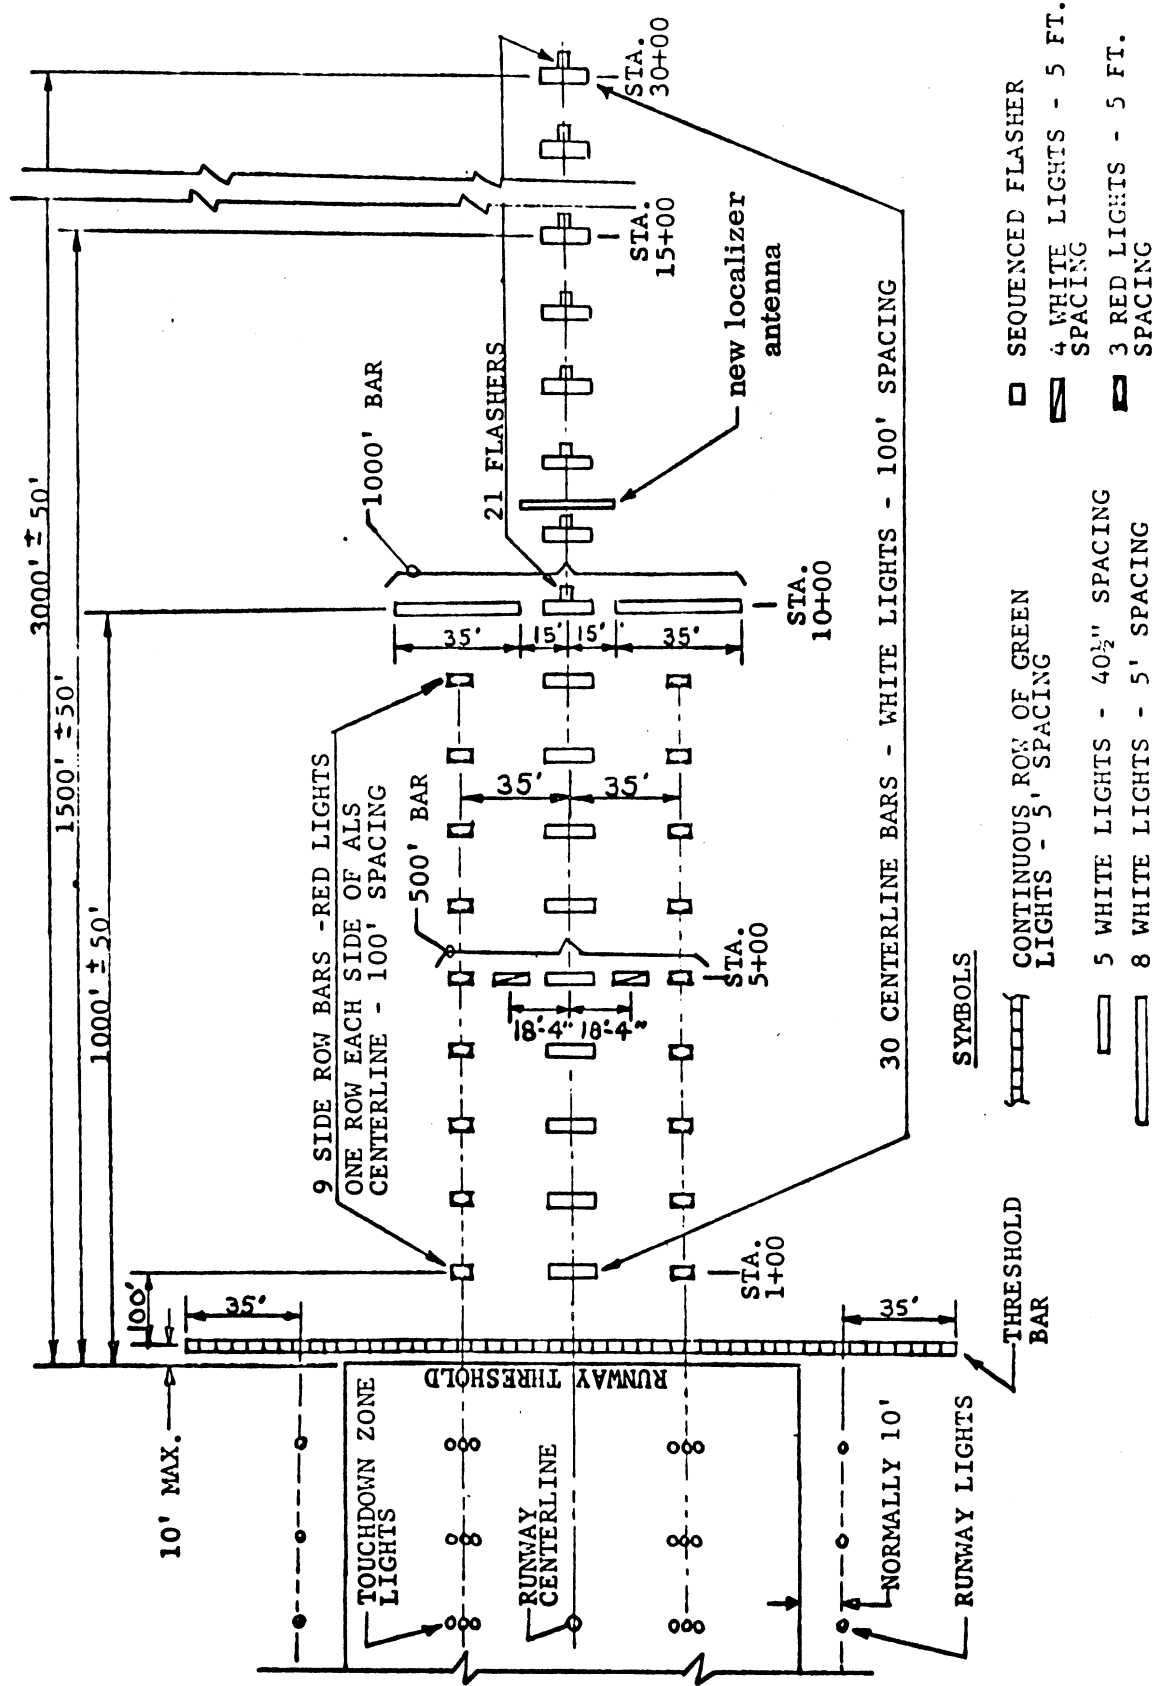 3000' ± 50'
1500' ± 50'
1000' ± 50'
100'
10' MAX.
35'
35'
9 SIDE ROW BARS - RED LIGHTS
ONE ROW EACH SIDE OF ALS
CENTERLINE - 100' SPACING
1000' BAR
21 FLASHERS
500' BAR
35'
15'
15'
35'
35'
35'
18'-4"
18'-4"
TOUCHDOWN ZONE
LIGHTS
RUNWAY
CENTERLINE
RUNWAY THRESHOLD
NORMALLY 10'
RUNWAY LIGHTS
THRESHOLD
BAR
STA.
1+00
STA.
5+00
STA.
10+00
STA.
15+00
STA.
30+00
new localizer
antenna
30 CENTERLINE BARS - WHITE LIGHTS - 100' SPACING
SYMBOLS
CONTINUOUS ROW OF GREEN
LIGHTS - 5' SPACING
5 WHITE LIGHTS - 40½" SPACING
8 WHITE LIGHTS - 5' SPACING
SEQUENCED FLASHER
4 WHITE LIGHTS - 5 FT.
SPACING
3 RED LIGHTS - 5 FT.
SPACING